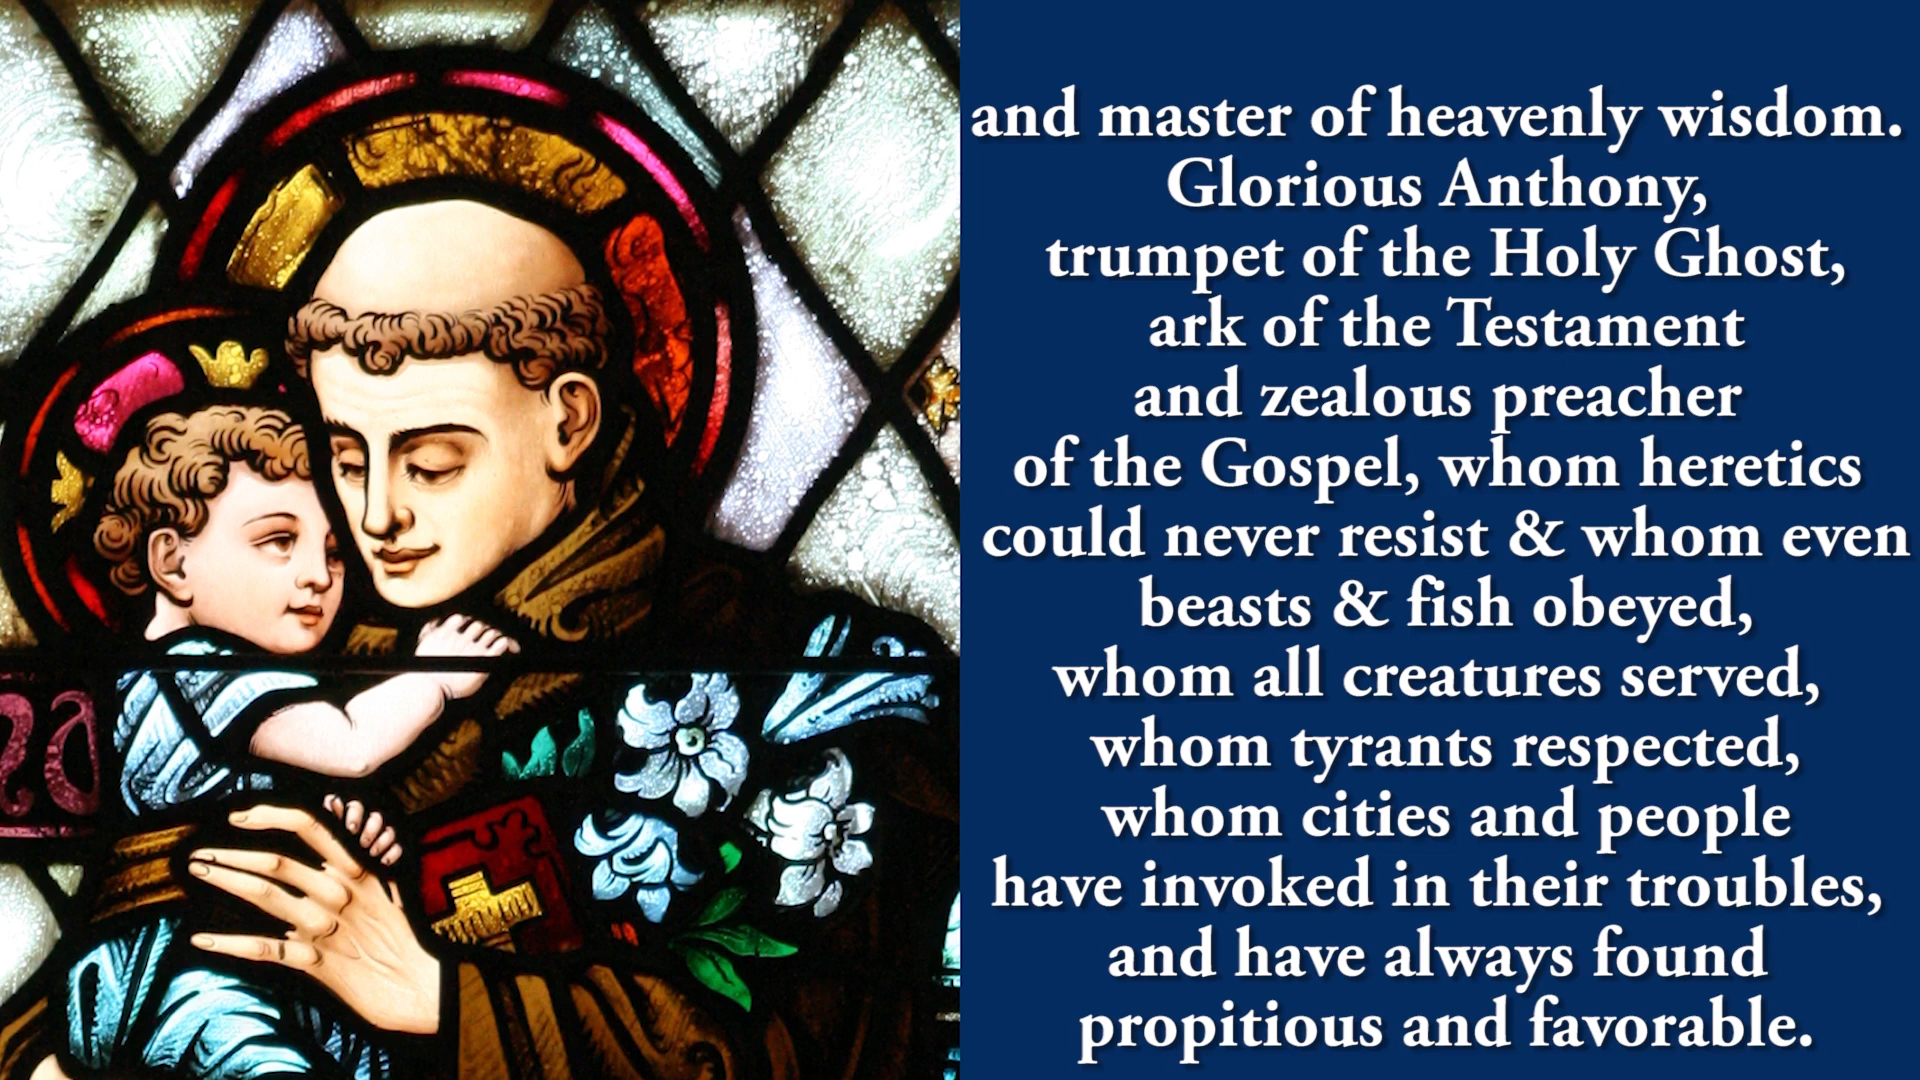 and master of heavenly wisdom.
Glorious Anthony,
trumpet of the Holy Ghost,
ark of the Testament
and zealous preacher
of the Gospel, whom heretics
could never resist & whom even
beasts & fish obeyed,
whom all creatures served,
whom tyrants respected,
whom cities and people
have invoked in their troubles,
and have always found
propitious and favorable.